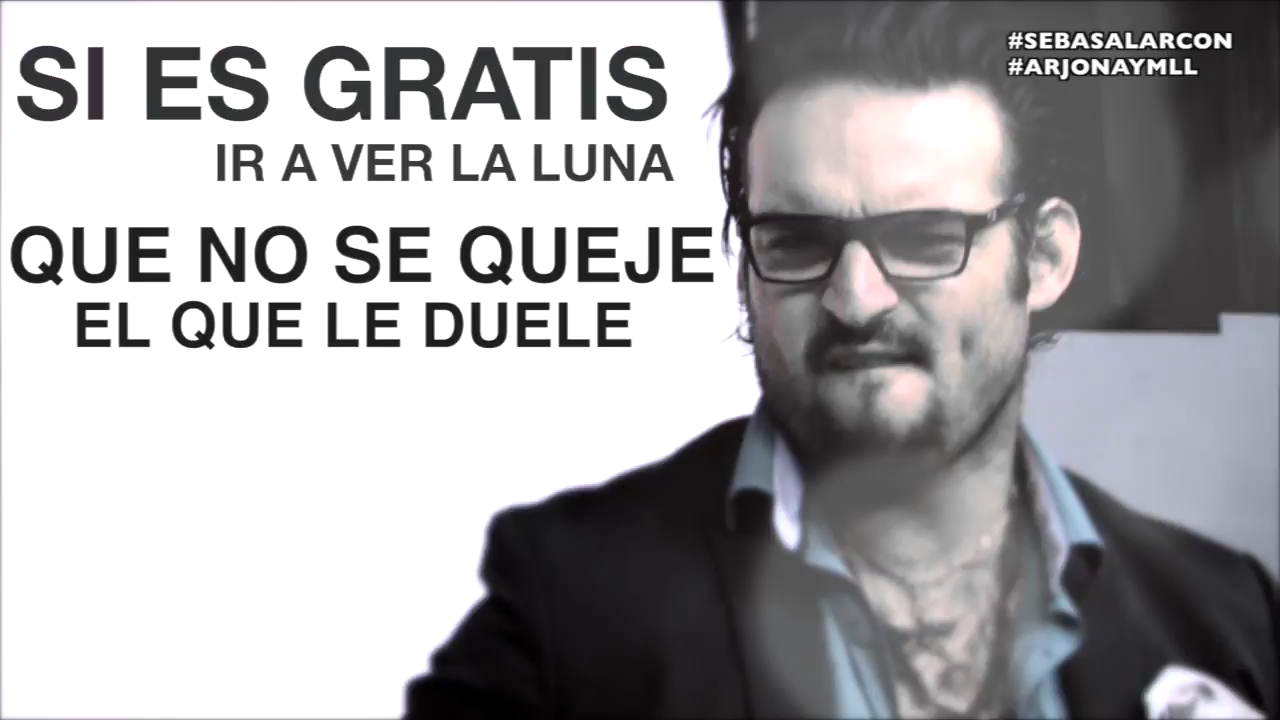 SI ES GRATIS
IR A VER LA LUNA
QUE NO SE QUEJE
EL QUE LE DUELE
#SEBASALARCON
#ARJONAYMLL